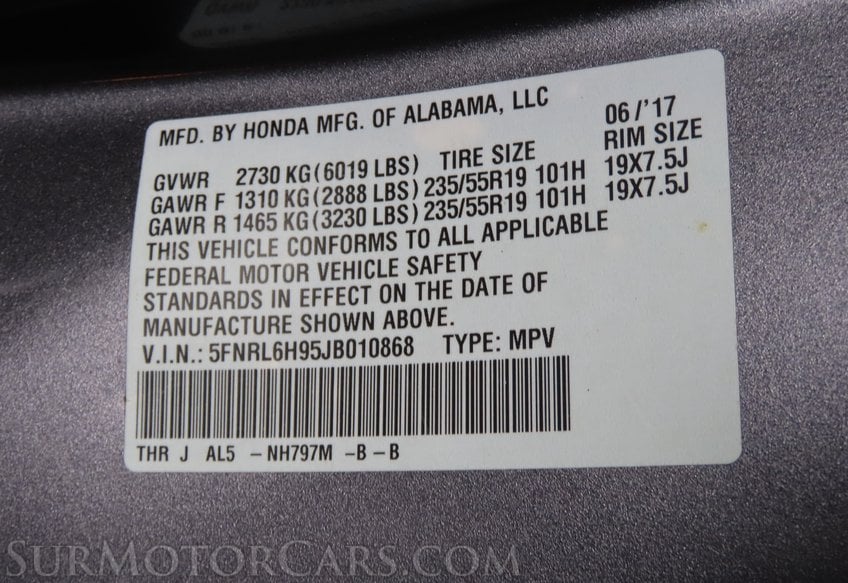 MFD. BY HONDA MFG. OF ALABAMA, LLC 06/'17
GVWR 2730 KG(6019 LBS) TIRE SIZE RIM SIZE
GAWR F 1310 KG(2888 LBS) 235/55R19 101H 19X7.5J
GAWR R 1465 KG(3230 LBS) 235/55R19 101H 19X7.5J
THIS VEHICLE CONFORMS TO ALL APPLICABLE
FEDERAL MOTOR VEHICLE SAFETY
STANDARDS IN EFFECT ON THE DATE OF
MANUFACTURE SHOWN ABOVE.
V.I.N.: 5FNRL6H95JB010868 TYPE: MPV
THR J AL5 -NH797M -B-B
SURMOTORCARS.COM